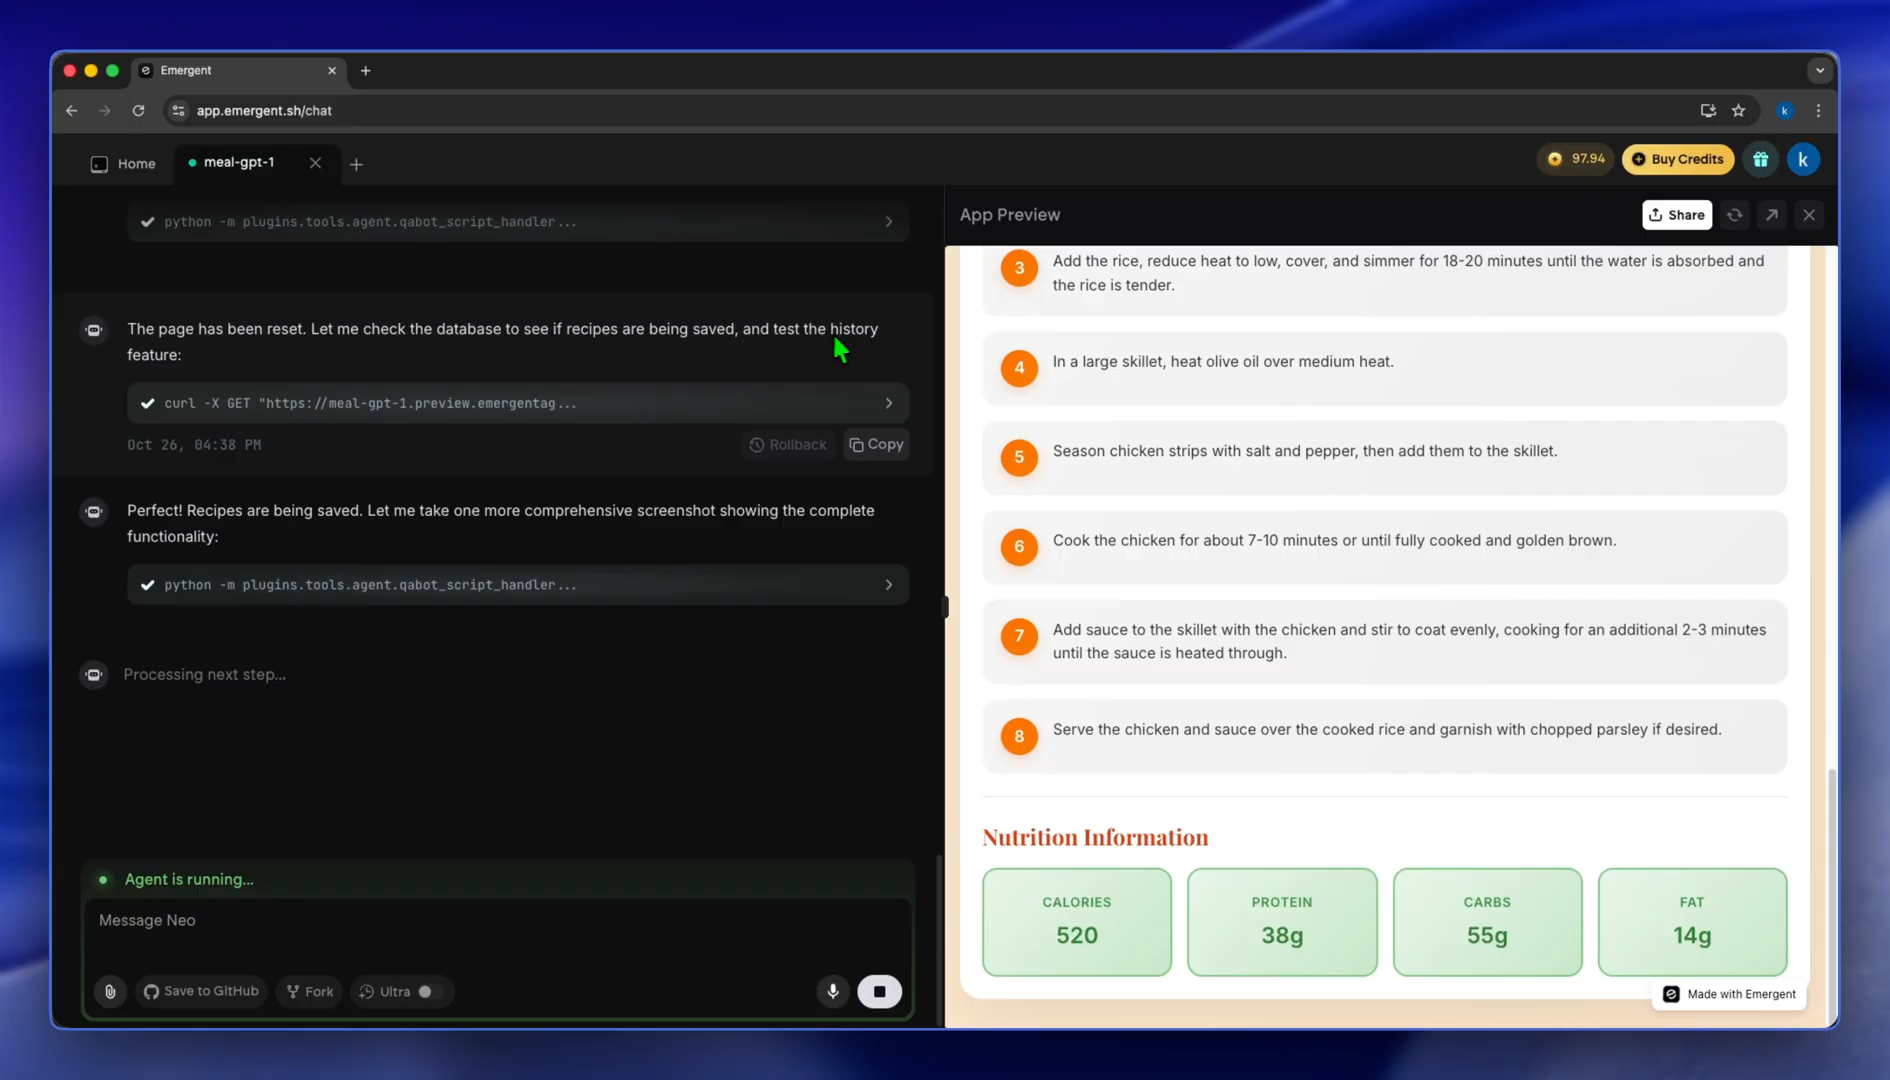 Emergent
app.emergent.sh/chat
k
Home
meal-gpt-1
97.94
Buy Credits
k
python -m plugins.tools.agent.qabot_script_handler...
The page has been reset. Let me check the database to see if recipes are being saved, and test the history
feature:
curl -X GET "https://meal-gpt-1.preview.emergentag...
Oct 26, 04:38 PM
Rollback
Copy
Perfect! Recipes are being saved. Let me take one more comprehensive screenshot showing the complete
functionality:
python -m plugins.tools.agent.qabot_script_handler...
Processing next step...
Agent is running...
Message Neo
Save to GitHub
Fork
Ultra
App Preview
Share
3
Add the rice, reduce heat to low, cover, and simmer for 18-20 minutes until the water is absorbed and
the rice is tender.
4
In a large skillet, heat olive oil over medium heat.
5
Season chicken strips with salt and pepper, then add them to the skillet.
6
Cook the chicken for about 7-10 minutes or until fully cooked and golden brown.
7
Add sauce to the skillet with the chicken and stir to coat evenly, cooking for an additional 2-3 minutes
until the sauce is heated through.
8
Serve the chicken and sauce over the cooked rice and garnish with chopped parsley if desired.
Nutrition Information
CALORIES
520
PROTEIN
38g
CARBS
55g
FAT
14g
Made with Emergent